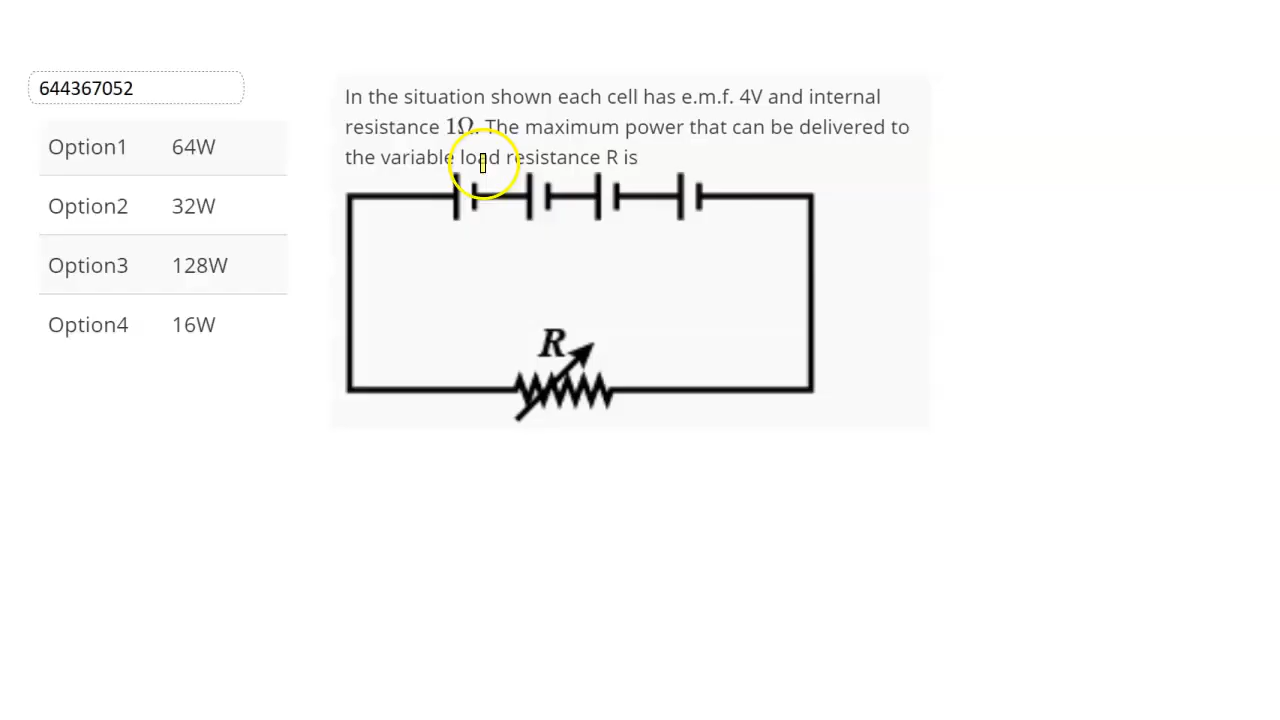 644367052
Option1 64W
Option2 32W
Option3 128W
Option4 16W
In the situation shown each cell has e.m.f. 4V and internal
resistance 1Ω. The maximum power that can be delivered to
the variable load resistance R is
R